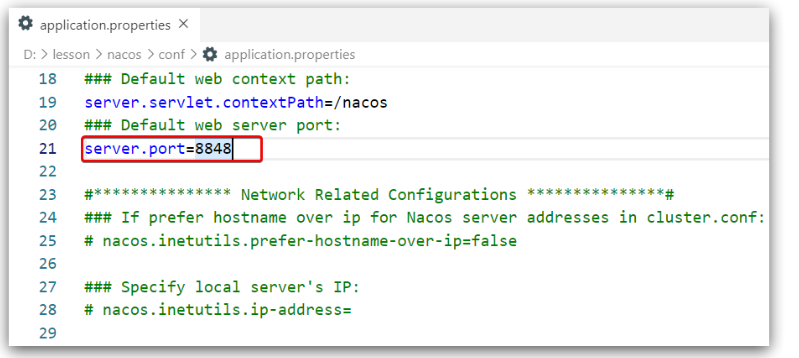 application.properties ×
D: > lesson > nacos > conf > application.properties
18 ### Default web context path:
19 server.servlet.contextPath=/nacos
20 ### Default web server port:
21 server.port=8848
22
23 #*************** Network Related Configurations ***************#
24 ### If prefer hostname over ip for Nacos server addresses in cluster.conf:
25 # nacos.inetutils.prefer-hostname-over-ip=false
26
27 ### Specify local server's IP:
28 # nacos.inetutils.ip-address=
29